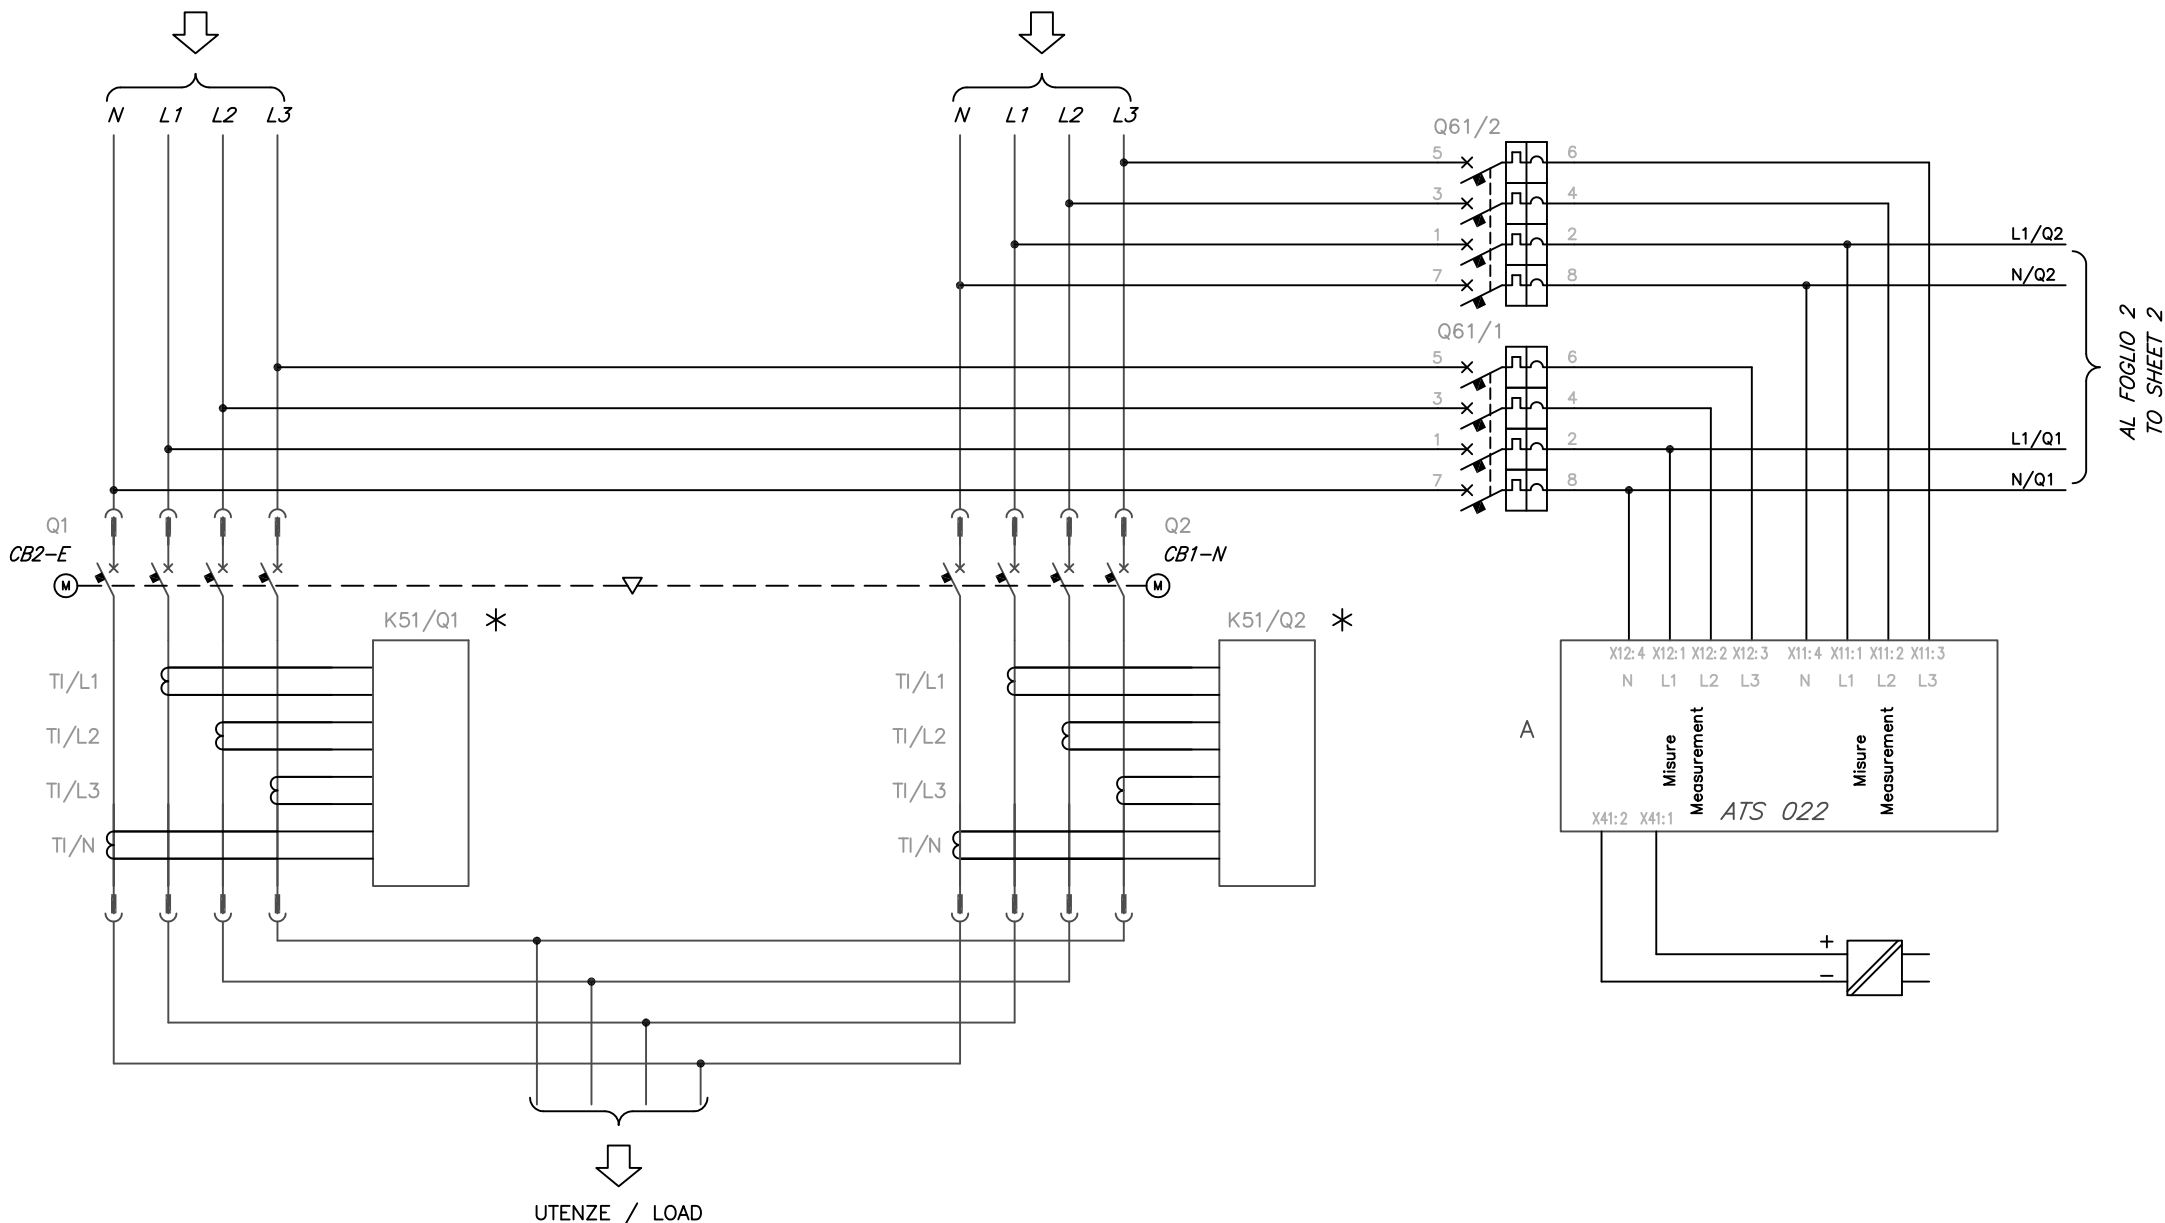 N L1 L2 L3
N L1 L2 L3
Q61/2
5 6
3 4
1 2 L1/Q2
7 8 N/Q2
Q61/1
5 6
3 4
1 2 L1/Q1
7 8 N/Q1
AL FOGLIO 2
TO SHEET 2
Q1
CB2-E
M
Q2
CB1-N
M
K51/Q1 *
TI/L1
TI/L2
TI/L3
TI/N
K51/Q2 *
TI/L1
TI/L2
TI/L3
TI/N
X12:4 X12:1 X12:2 X12:3 X11:4 X11:1 X11:2 X11:3
N L1 L2 L3 N L1 L2 L3
A
Misure
Measurement
Misure
Measurement
X41:2 X41:1
ATS 022
+
−
UTENZE / LOAD